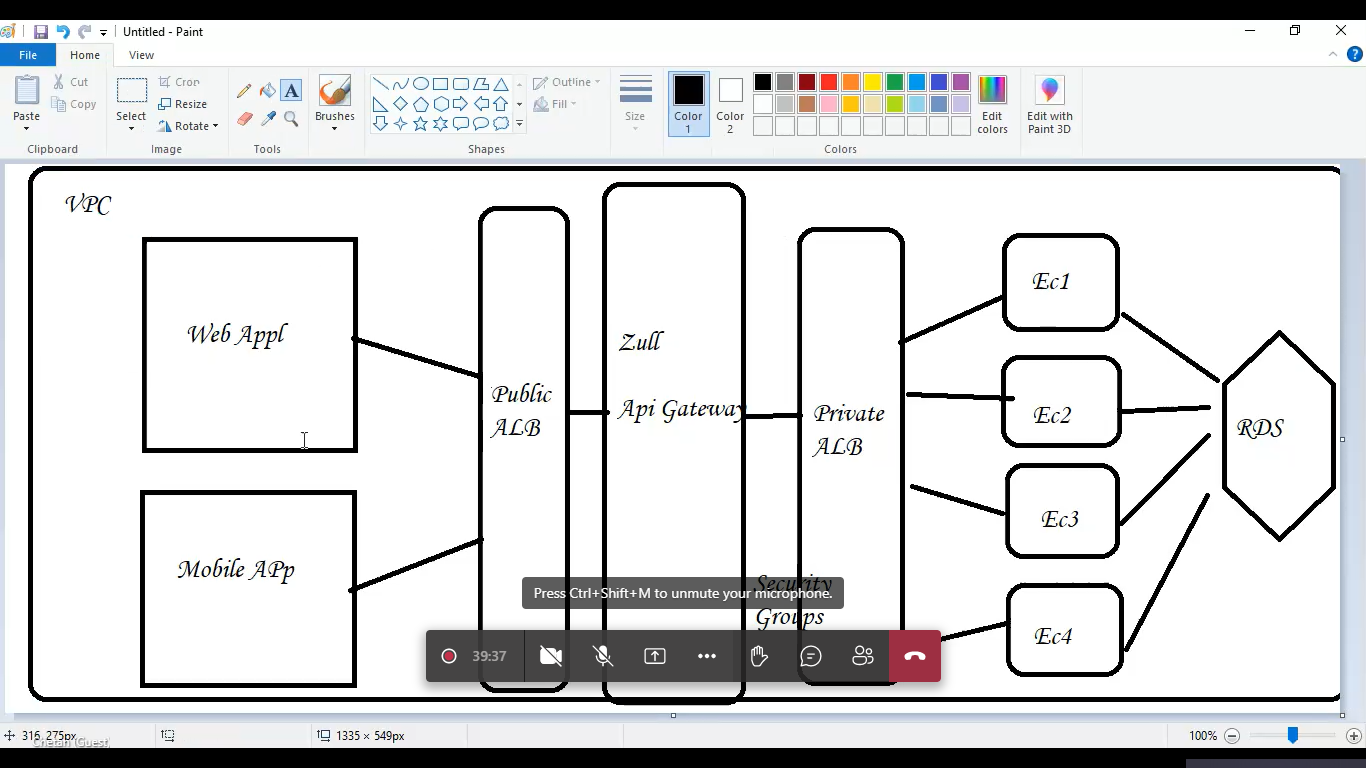 Untitled - Paint
File
Home
View
Paste
Cut
Copy
Clipboard
Select
Crop
Resize
Rotate
Image
A
Tools
Brushes
Shapes
Outline
Fill
Size
Color
1
Color
2
Edit
colors
Colors
Edit with
Paint 3D
VPC
Web Appl
Mobile APp
Public
ALB
Zull
Api Gateway
Private
ALB
Security
Groups
Ec1
Ec2
Ec3
Ec4
RDS
Press Ctrl+Shift+M to unmute your microphone.
39:37
316, 275px
1335 × 549px
100%
Chetan (Guest)